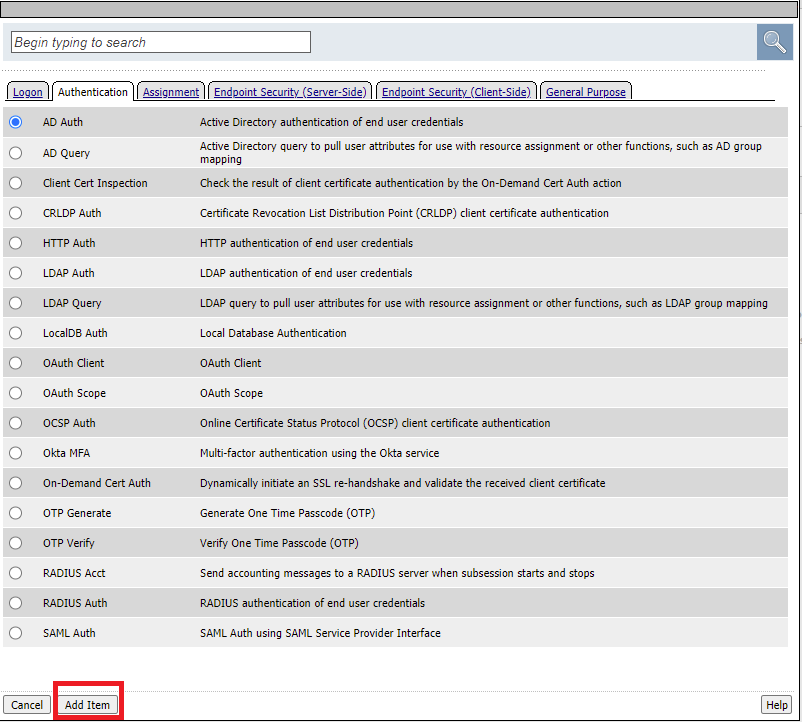 Begin typing to search
Logon Authentication Assignment Endpoint Security (Server-Side) Endpoint Security (Client-Side) General Purpose
AD Auth Active Directory authentication of end user credentials
AD Query Active Directory query to pull user attributes for use with resource assignment or other functions, such as AD group
mapping
Client Cert Inspection Check the result of client certificate authentication by the On-Demand Cert Auth action
CRLDP Auth Certificate Revocation List Distribution Point (CRLDP) client certificate authentication
HTTP Auth HTTP authentication of end user credentials
LDAP Auth LDAP authentication of end user credentials
LDAP Query LDAP query to pull user attributes for use with resource assignment or other functions, such as LDAP group mapping
LocalDB Auth Local Database Authentication
OAuth Client OAuth Client
OAuth Scope OAuth Scope
OCSP Auth Online Certificate Status Protocol (OCSP) client certificate authentication
Okta MFA Multi-factor authentication using the Okta service
On-Demand Cert Auth Dynamically initiate an SSL re-handshake and validate the received client certificate
OTP Generate Generate One Time Passcode (OTP)
OTP Verify Verify One Time Passcode (OTP)
RADIUS Acct Send accounting messages to a RADIUS server when subsession starts and stops
RADIUS Auth RADIUS authentication of end user credentials
SAML Auth SAML Auth using SAML Service Provider Interface
Cancel Add Item Help